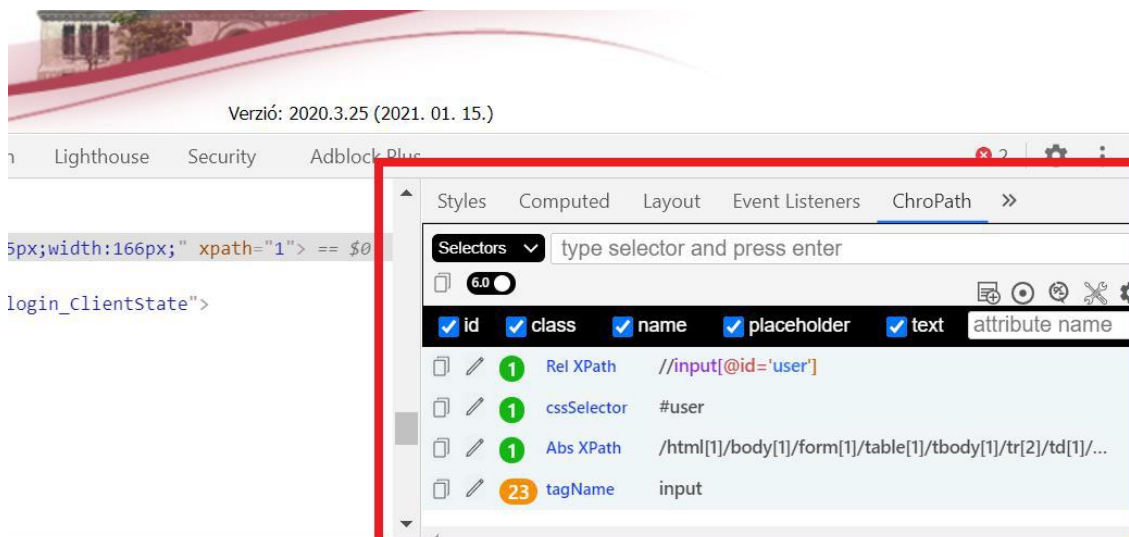 Verzió: 2020.3.25 (2021. 01. 15.)
Lighthouse Security Adblock Plus 2
Styles Computed Layout Event Listeners ChroPath »
5px;width:166px;" xpath="1"> == $0
Selectors type selector and press enter
6.0
login_ClientState">
id class name placeholder text attribute name
1 Rel XPath //input[@id='user']
1 cssSelector #user
1 Abs XPath /html[1]/body[1]/form[1]/table[1]/tbody[1]/tr[2]/td[1]/...
23 tagName input